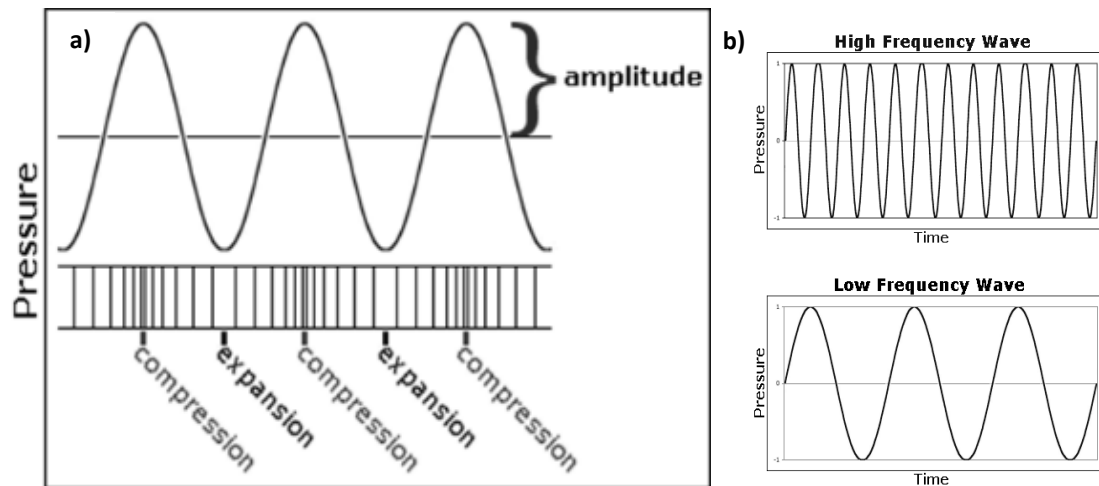 a)
amplitude
Pressure
compression
expansion
compression
expansion
compression
b)
High Frequency Wave
1
Pressure
0
-1
Time
Low Frequency Wave
1
Pressure
0
-1
Time